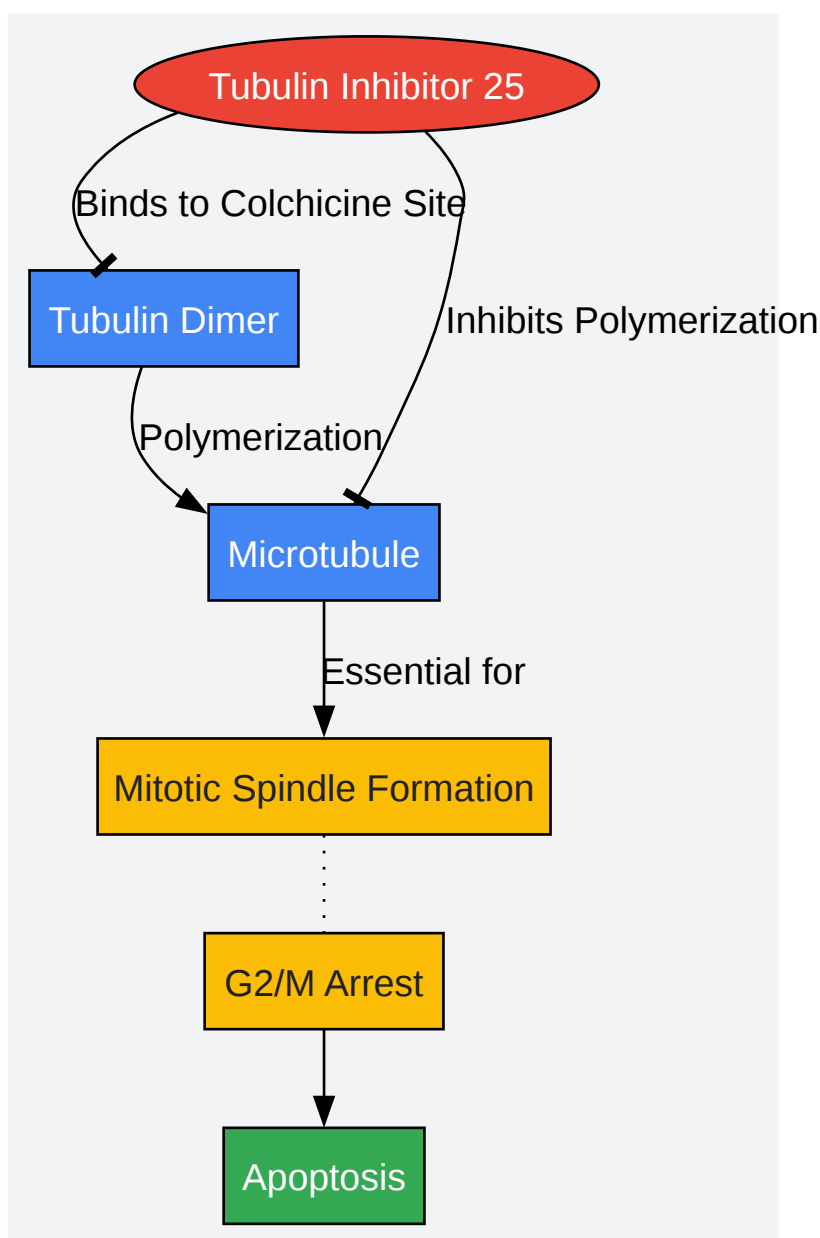 Tubulin Inhibitor 25
Binds to Colchicine Site
Tubulin Dimer
Inhibits Polymerization
Polymerization
Microtubule
Essential for
Mitotic Spindle Formation
G2/M Arrest
Apoptosis